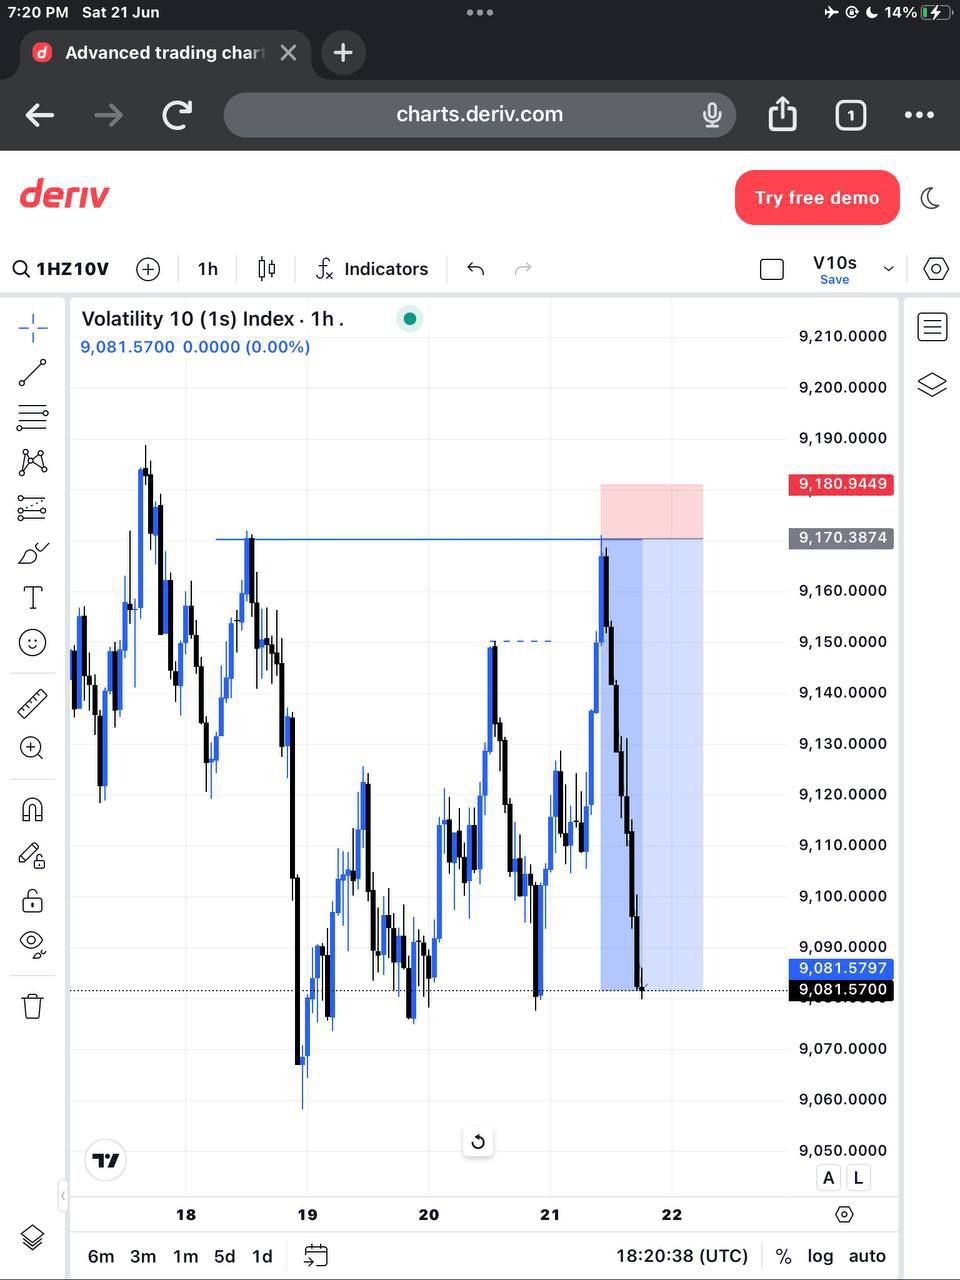 7:20 PM Sat 21 Jun
14%
Advanced trading char
charts.deriv.com
1
deriv
Try free demo
1HZ10V
1h
Indicators
V10s
Save
Volatility 10 (1s) Index · 1h .
9,081.5700 0.0000 (0.00%)
9,210.0000
9,200.0000
9,190.0000
9,180.9449
9,170.3874
9,160.0000
9,150.0000
9,140.0000
9,130.0000
9,120.0000
9,110.0000
9,100.0000
9,090.0000
9,081.5797
9,081.5700
9,070.0000
9,060.0000
9,050.0000
A L
18 19 20 21 22
6m 3m 1m 5d 1d 18:20:38 (UTC) % log auto